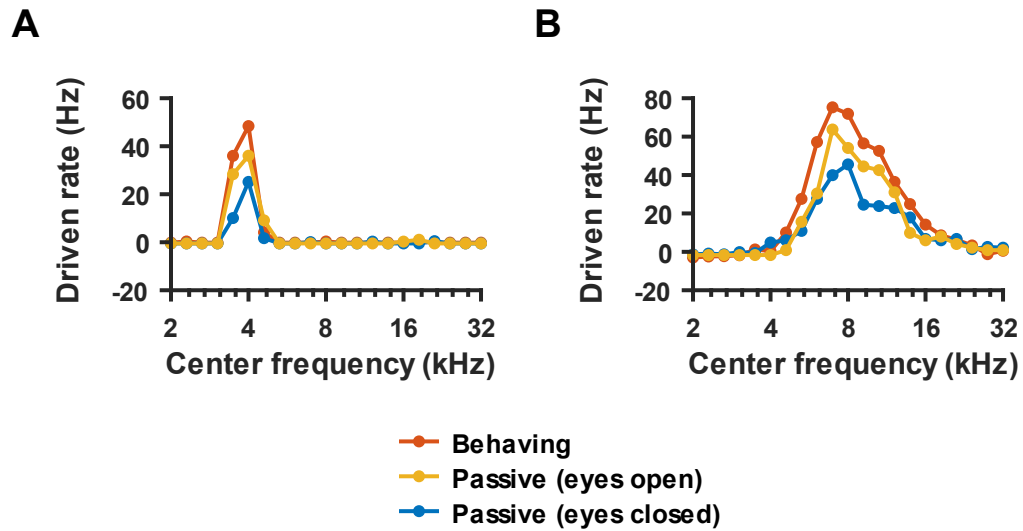 A
B
Driven rate (Hz)
60
40
20
0
-20
2
4
8
16
32
Center frequency (kHz)
Driven rate (Hz)
80
60
40
20
0
-20
2
4
8
16
32
Center frequency (kHz)
Behaving
Passive (eyes open)
Passive (eyes closed)